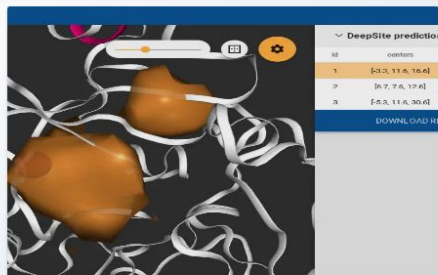 DeepSite prediction
id centers
1 [-3.3, 11.6, 16.6]
2 [6.7, 7.6, 12.6]
3 [-5.3, 11.6, 30.6]
DOWNLOAD RE